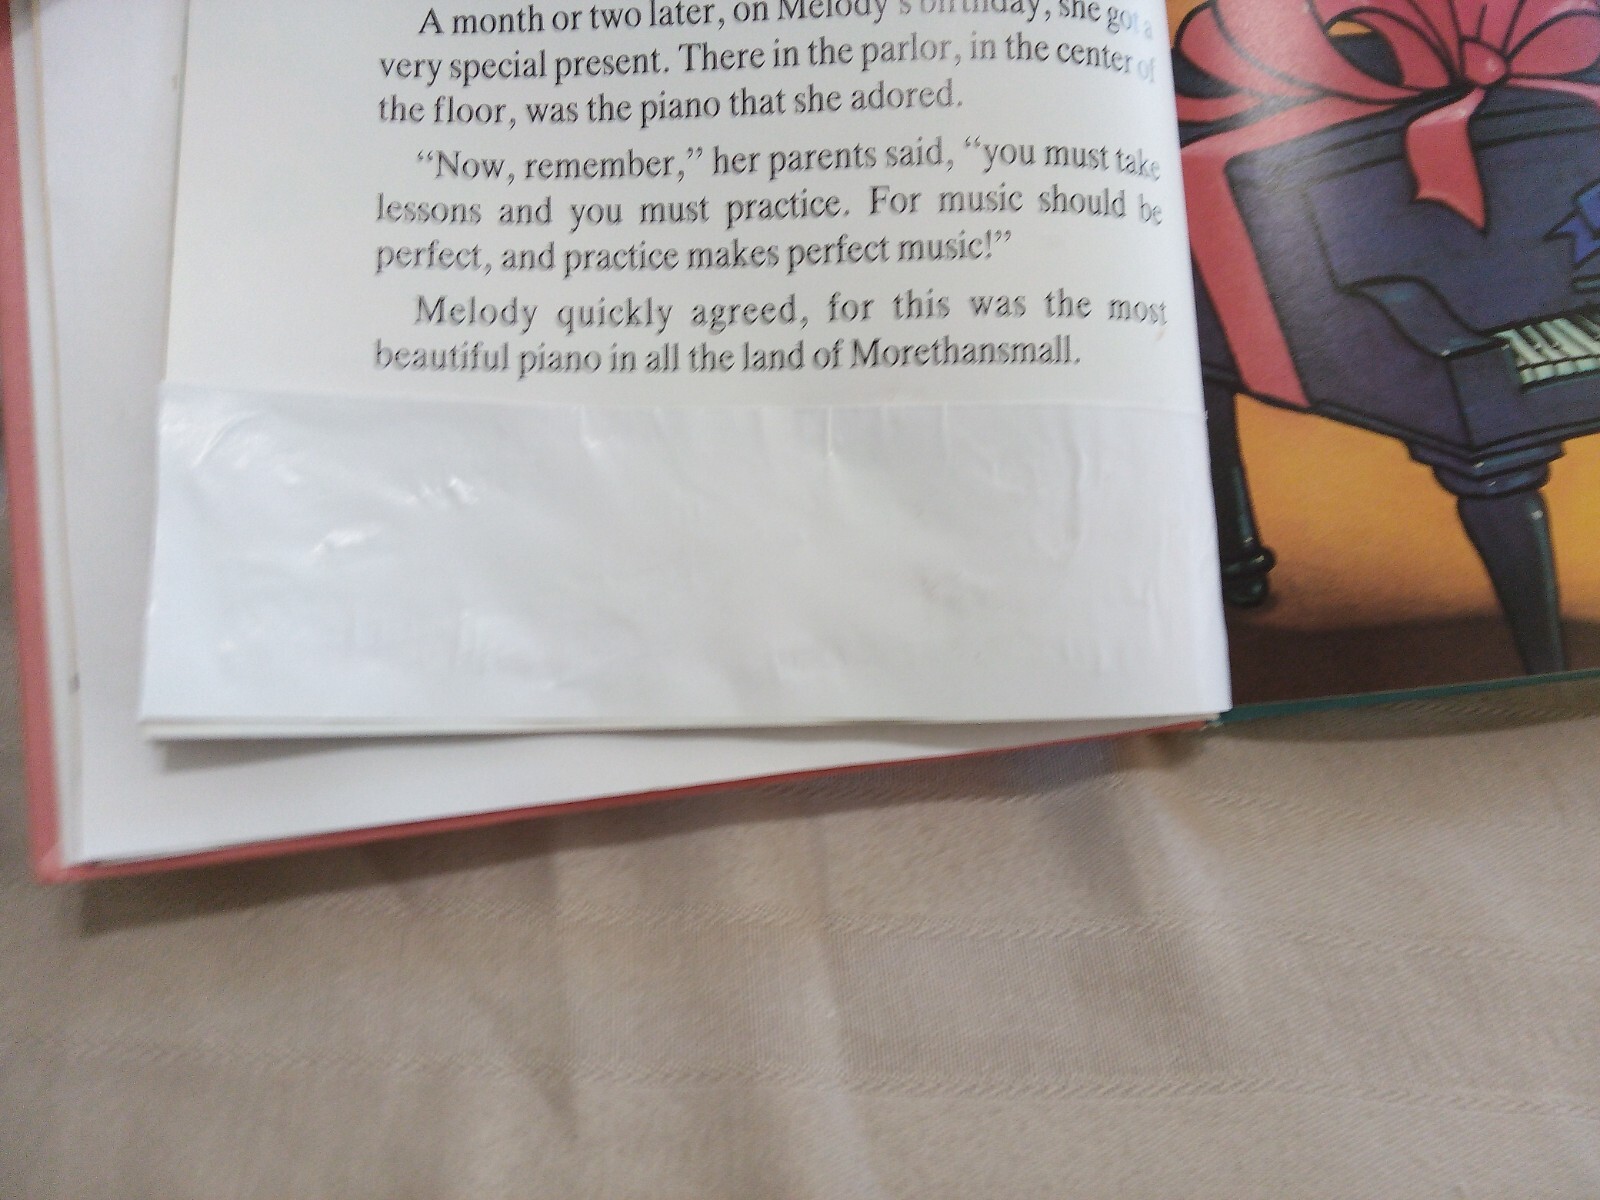 A month or two later, on Melody's birthday, she got a
very special present. There in the parlor, in the center of
the floor, was the piano that she adored.
“Now, remember,” her parents said, “you must take
lessons and you must practice. For music should be
perfect, and practice makes perfect music!”
Melody quickly agreed, for this was the most
beautiful piano in all the land of Morethansmall.